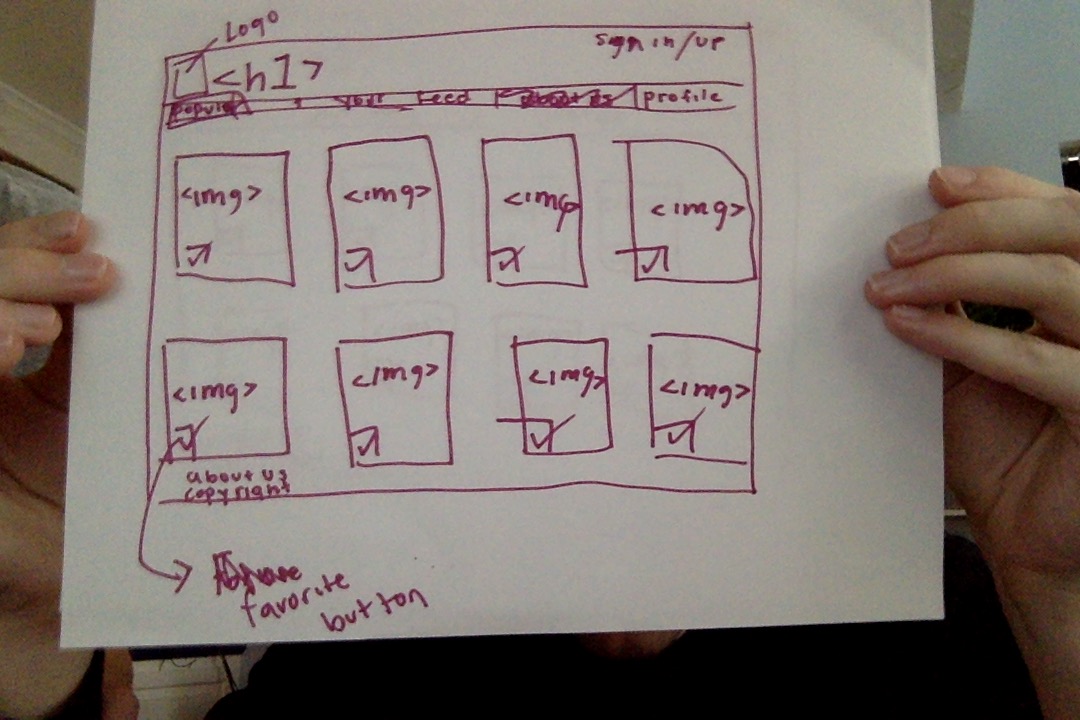 Logo
sign in/up
<h1>
popular your feed about us profile
<img> <img> <img> <img>
<img> <img> <img> <img>
about us
copyright
favorite
button